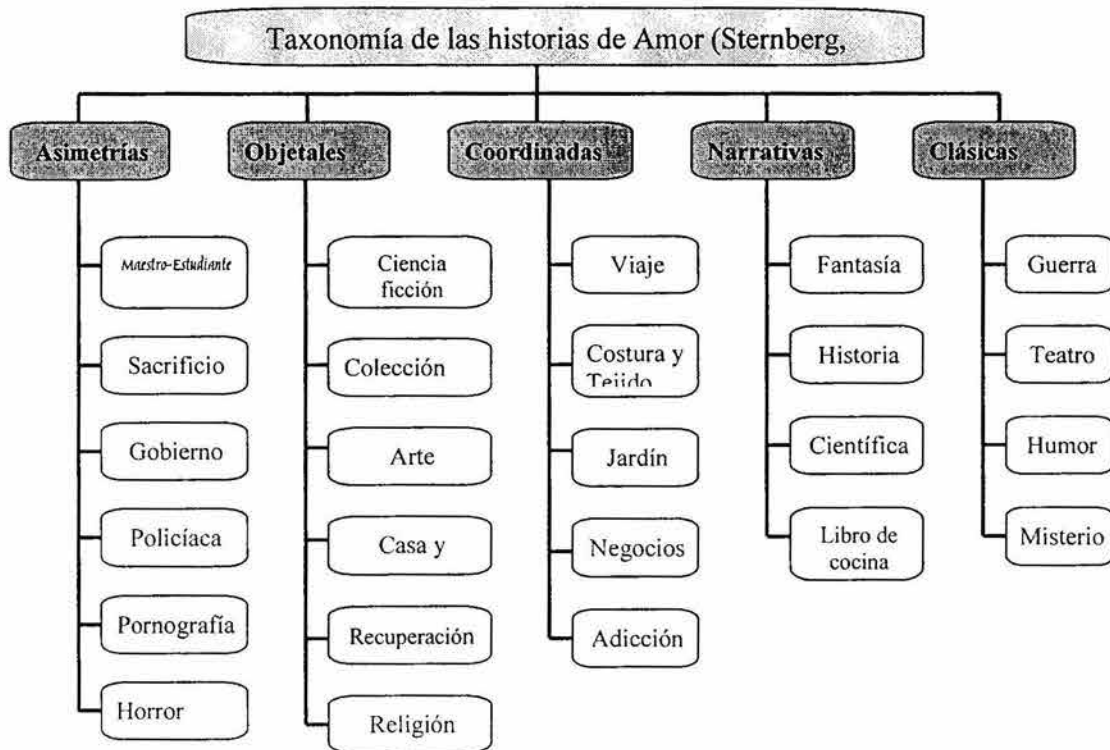 Taxonomía de las historias de Amor (Sternberg,
Asimetrías
Objetales
Coordinadas
Narrativas
Clásicas
Maestro-Estudiante
Sacrificio
Gobierno
Policíaca
Pornografía
Horror
Ciencia
ficción
Colección
Arte
Casa y
Recuperación
Religión
Viaje
Costura y
Tejido
Jardín
Negocios
Adicción
Fantasía
Historia
Científica
Libro de
cocina
Guerra
Teatro
Humor
Misterio